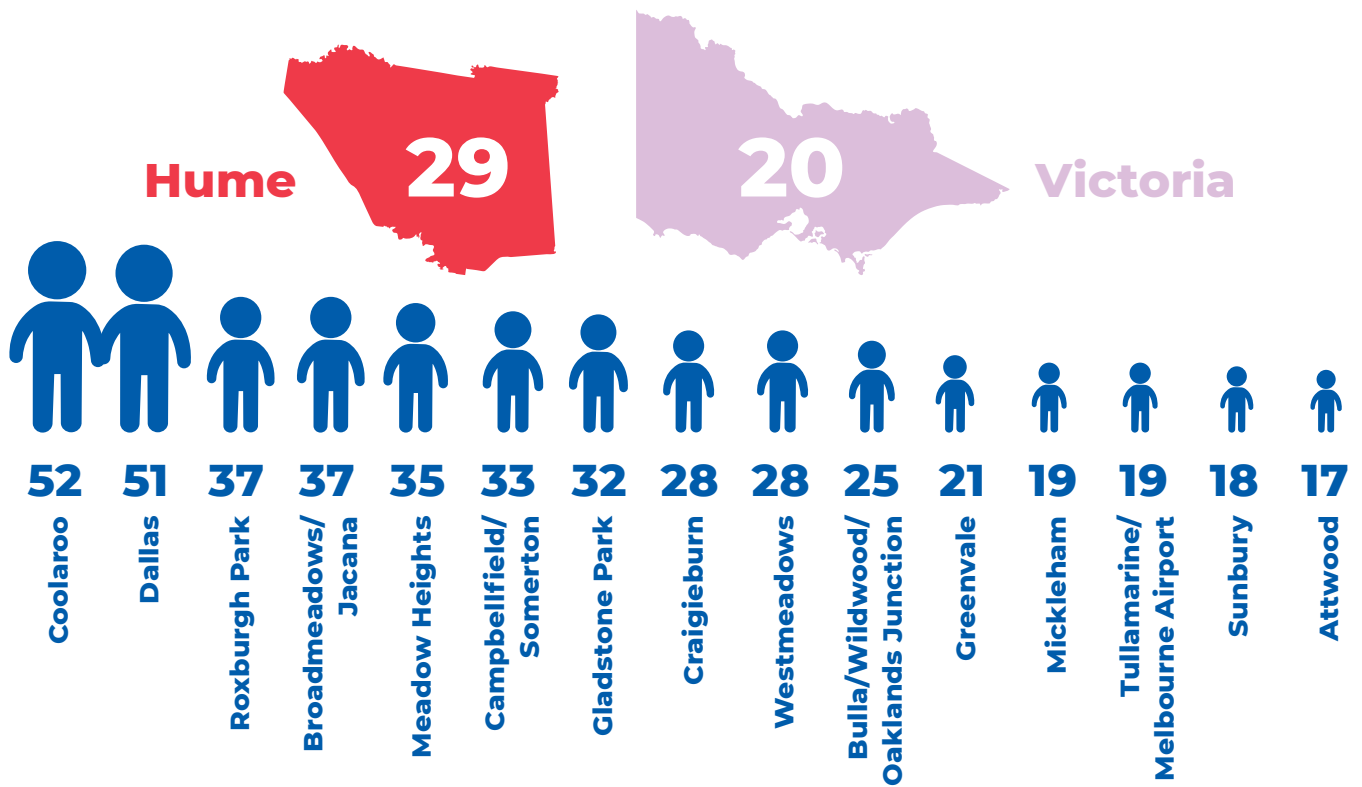 Hume
29
20
Victoria
52
51
37
37
35
33
32
28
28
25
21
19
19
18
17
Coolaroo
Dallas
Roxburgh Park
Broadmeadows/
Jacana
Meadow Heights
Campbellfield/
Somerton
Gladstone Park
Craigieburn
Westmeadows
Bulla/Wildwood/
Oaklands Junction
Greenvale
Mickleham
Tullamarine/
Melbourne Airport
Sunbury
Attwood